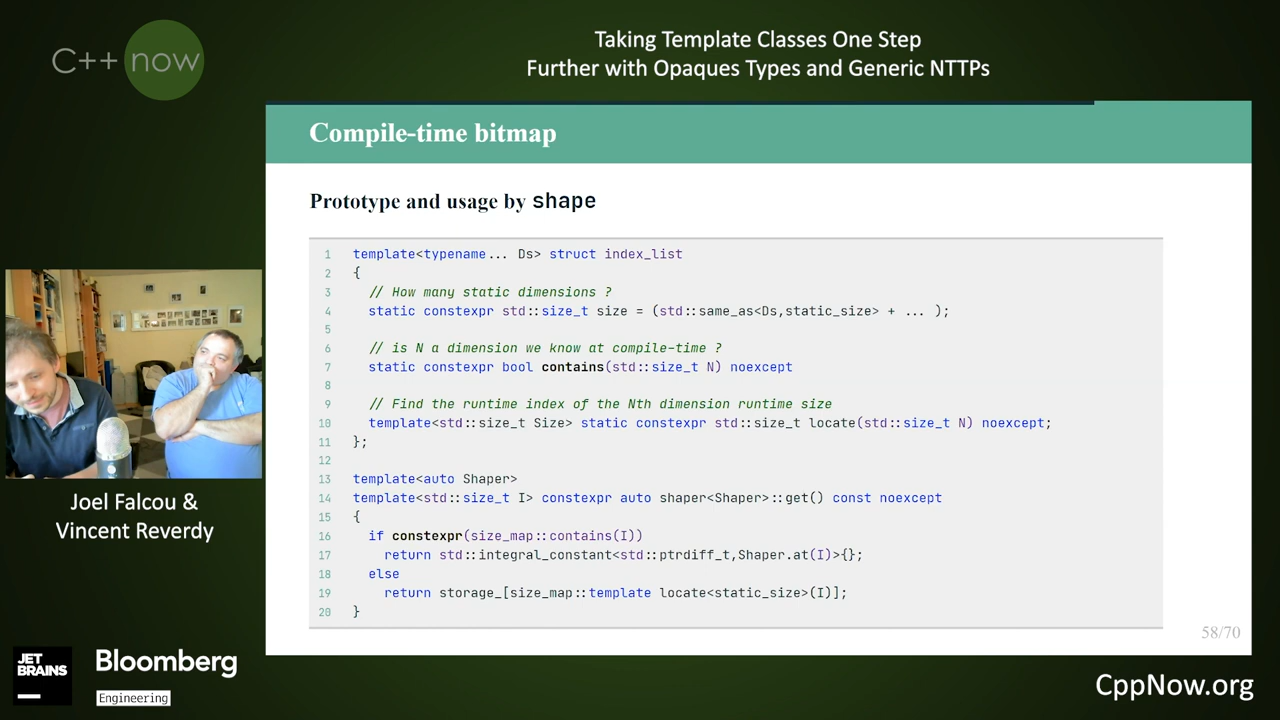 C++ now
Taking Template Classes One Step
Further with Opaques Types and Generic NTTPs
Compile-time bitmap
Prototype and usage by shape
1 template<typename... Ds> struct index_list
2 {
3 // How many static dimensions ?
4 static constexpr std::size_t size = (std::same_as<Ds,static_size> + ... );
5
6 // is N a dimension we know at compile-time ?
7 static constexpr bool contains(std::size_t N) noexcept
8
9 // Find the runtime index of the Nth dimension runtime size
10 template<std::size_t Size> static constexpr std::size_t locate(std::size_t N) noexcept;
11 };
12
13 template<auto Shaper>
14 template<std::size_t I> constexpr auto shaper<Shaper>::get() const noexcept
15 {
16 if constexpr(size_map::contains(I))
17 return std::integral_constant<std::ptrdiff_t,Shaper.at(I)>{};
18 else
19 return storage_[size_map::template locate<static_size>(I)];
20 }
58/70
Joel Falcou &
Vincent Reverdy
JET
BRAINS
Bloomberg
Engineering
CppNow.org